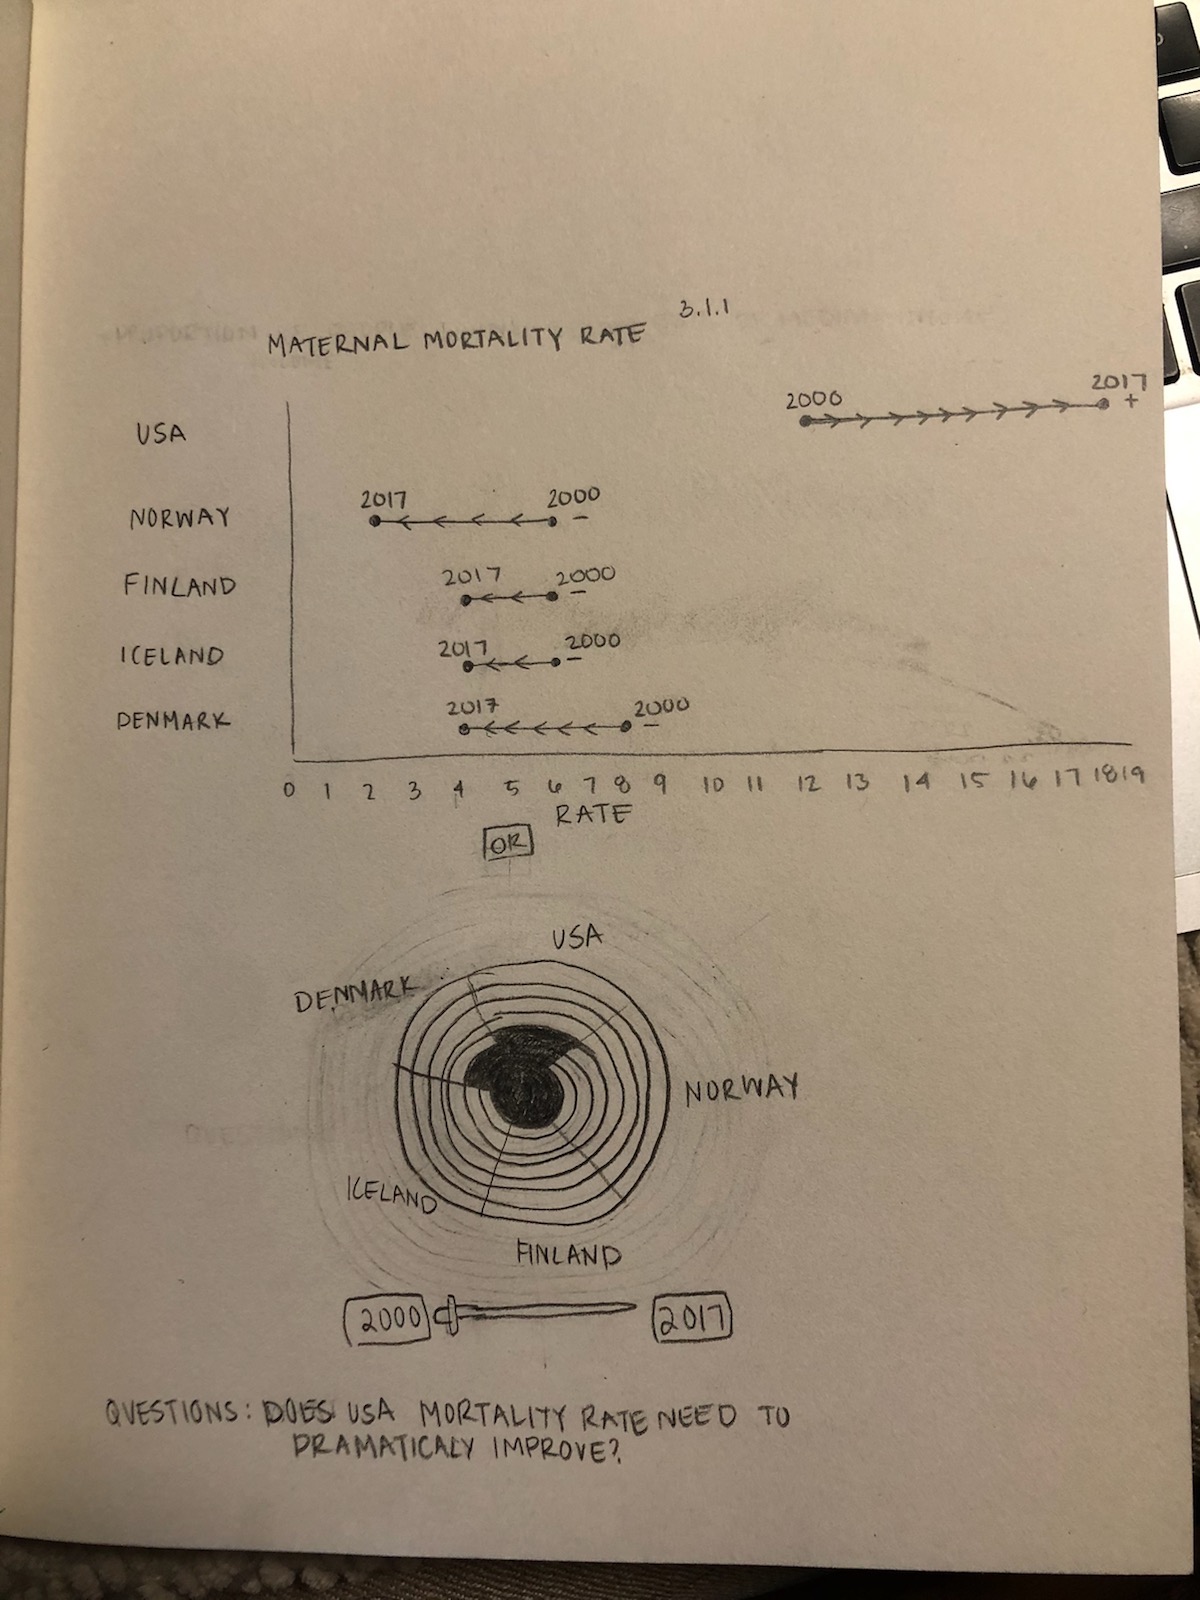 3.1.1
MATERNAL MORTALITY RATE
2000 2017
USA +
2017 2000
NORWAY −
2017 2000
FINLAND −
2017 2000
ICELAND −
2017 2000
DENMARK −
0 1 2 3 4 5 6 7 8 9 10 11 12 13 14 15 16 17 18 19
RATE
OR
USA
DENMARK
NORWAY
ICELAND
FINLAND
2000 2017
QUESTIONS: DOES USA MORTALITY RATE NEED TO
DRAMATICALY IMPROVE?